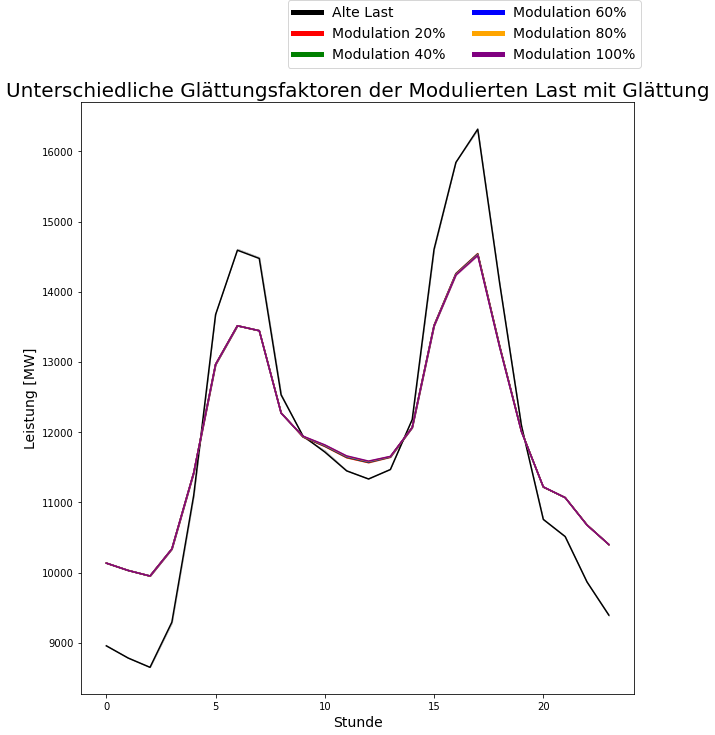 Alte Last
Modulation 20%
Modulation 40%
Modulation 60%
Modulation 80%
Modulation 100%
Unterschiedliche Glättungsfaktoren der Modulierten Last mit Glättung
Leistung [MW]
16000
15000
14000
13000
12000
11000
10000
9000
0 5 10 15 20
Stunde